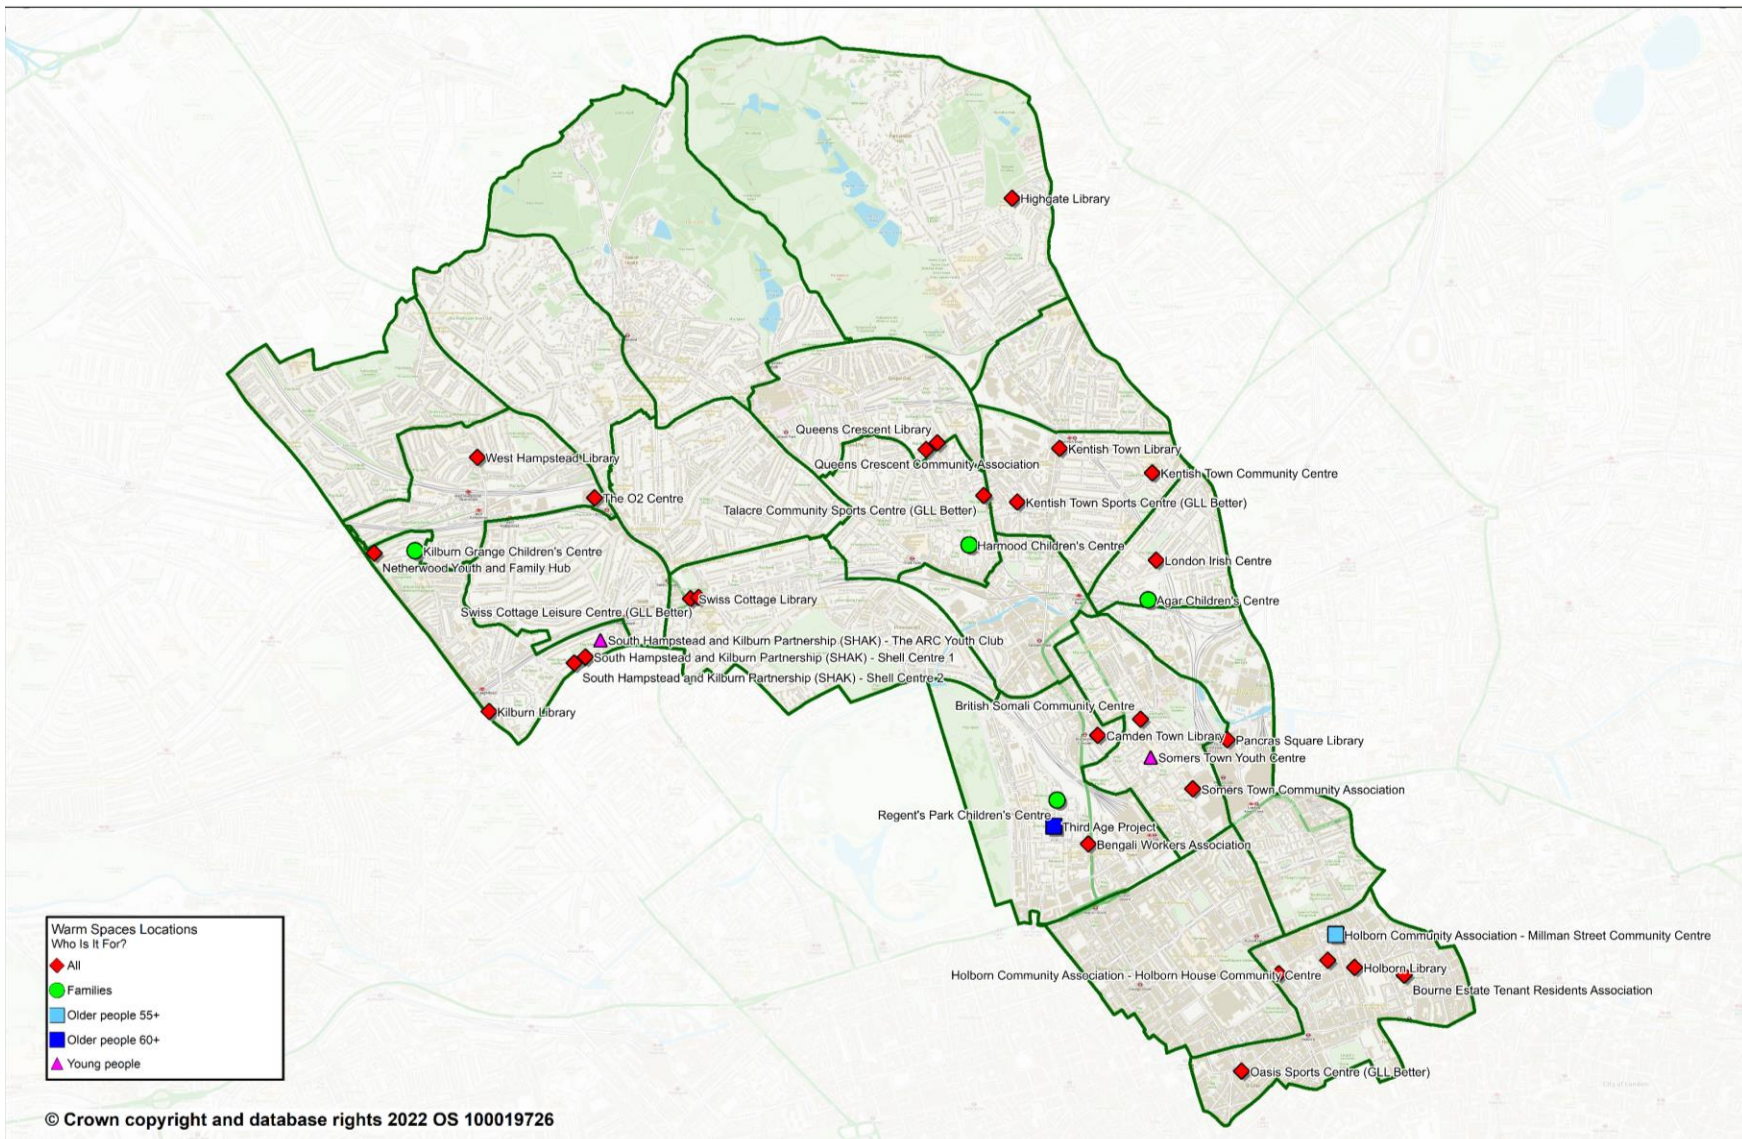 Highgate Library
Queens Crescent Library
Kentish Town Library
West Hampstead Library
Queens Crescent Community Association
Kentish Town Community Centre
The O2 Centre
Kentish Town Sports Centre (GLL Better)
Talacre Community Sports Centre (GLL Better)
Harmood Children's Centre
Kilburn Grange Children's Centre
London Irish Centre
Netherwood Youth and Family Hub
Swiss Cottage Library
Agar Children's Centre
Swiss Cottage Leisure Centre (GLL Better)
South Hampstead and Kilburn Partnership (SHAK) - The ARC Youth Club
South Hampstead and Kilburn Partnership (SHAK) - Shell Centre 1
South Hampstead and Kilburn Partnership (SHAK) - Shell Centre 2
British Somali Community Centre
Kilburn Library
Camden Town Library
Pancras Square Library
Somers Town Youth Centre
Somers Town Community Association
Regent's Park Children's Centre
Third Age Project
Bengali Workers Association
Holborn Community Association - Millman Street Community Centre
Holborn Library
Holborn Community Association - Holborn House Community Centre
Bourne Estate Tenant Residents Association
Oasis Sports Centre (GLL Better)
Warm Spaces Locations
Who Is It For?
All
Families
Older people 55+
Older people 60+
Young people
© Crown copyright and database rights 2022 OS 100019726